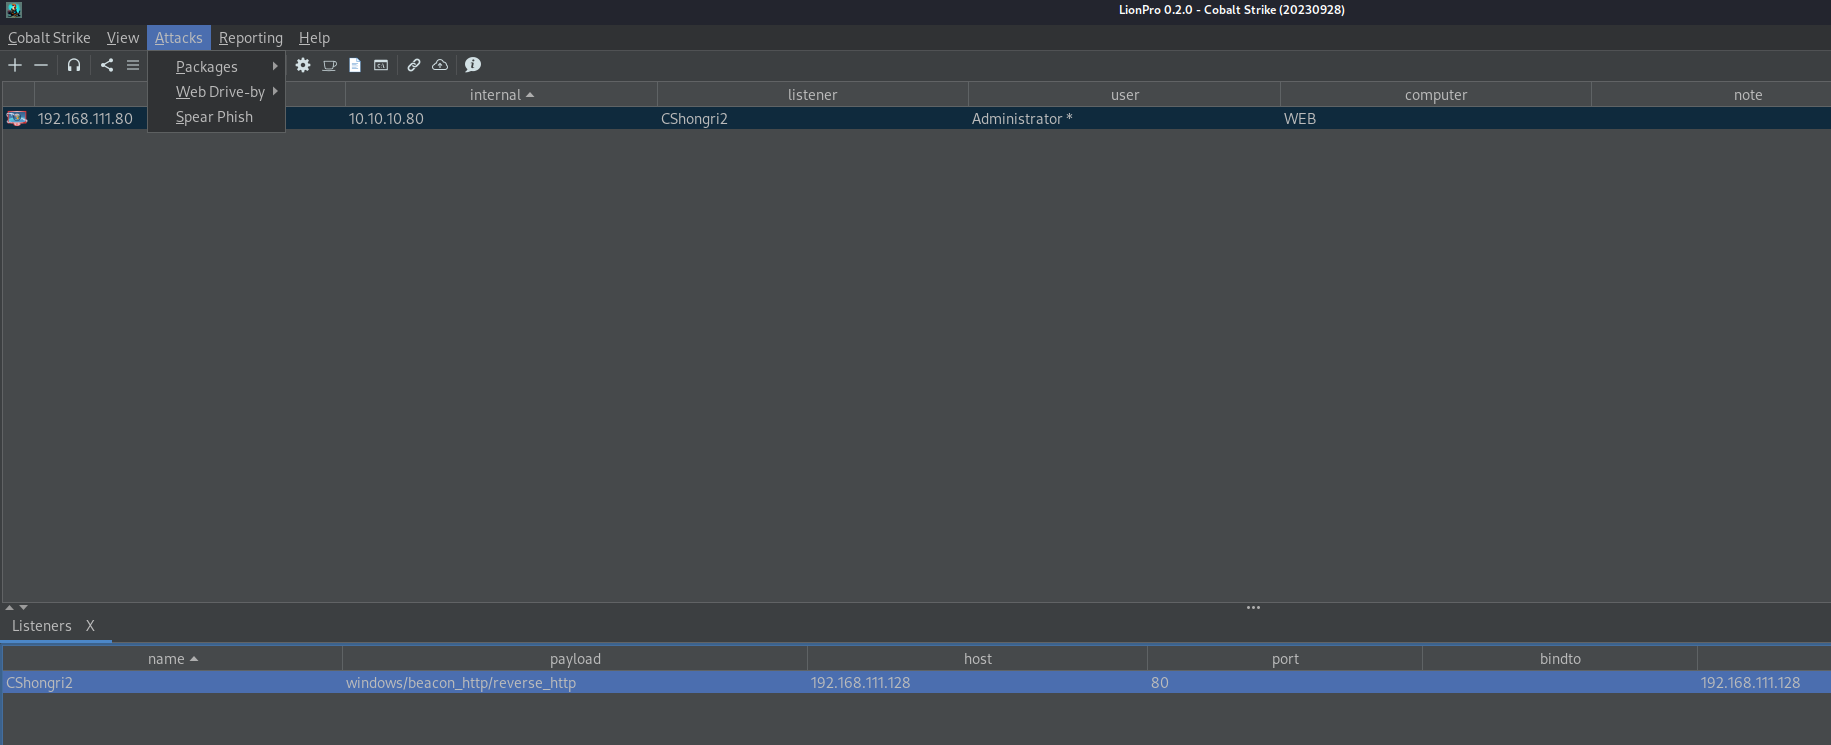 LionPro 0.2.0 - Cobalt Strike (20230928)
Cobalt Strike View Attacks Reporting Help
Packages
Web Drive-by
Spear Phish
internal listener user computer note
192.168.111.80 10.10.10.80 CShongri2 Administrator * WEB
Listeners X
name payload host port bindto
CShongri2 windows/beacon_http/reverse_http 192.168.111.128 80 192.168.111.128